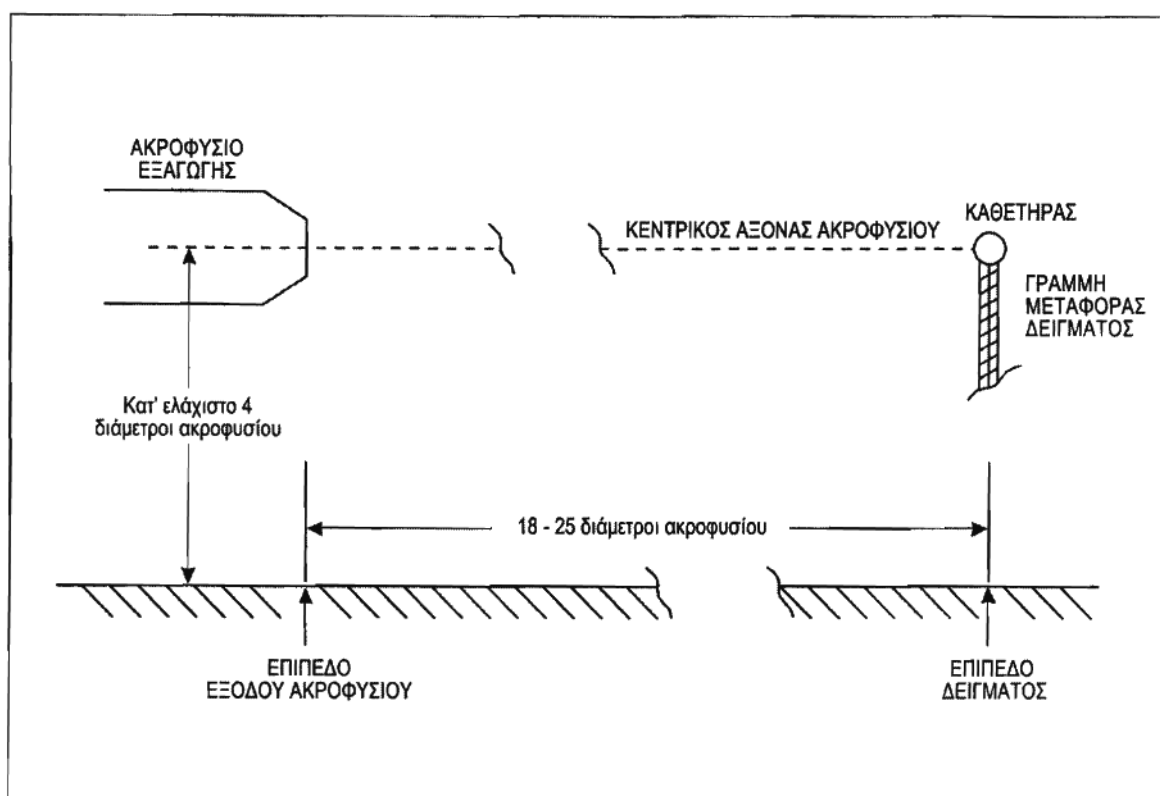 ΑΚΡΟΦΥΣΙΟ
ΕΞΑΓΩΓΗΣ
ΚΕΝΤΡΙΚΟΣ ΑΞΟΝΑΣ ΑΚΡΟΦΥΣΙΟΥ
ΚΑΘΕΤΗΡΑΣ
ΓΡΑΜΜΗ
ΜΕΤΑΦΟΡΑΣ
ΔΕΙΓΜΑΤΟΣ
Κατ' ελάχιστο 4
διάμετροι ακροφυσίου
18 - 25 διάμετροι ακροφυσίου
ΕΠΙΠΕΔΟ
ΕΞΟΔΟΥ ΑΚΡΟΦΥΣΙΟΥ
ΕΠΙΠΕΔΟ
ΔΕΙΓΜΑΤΟΣ